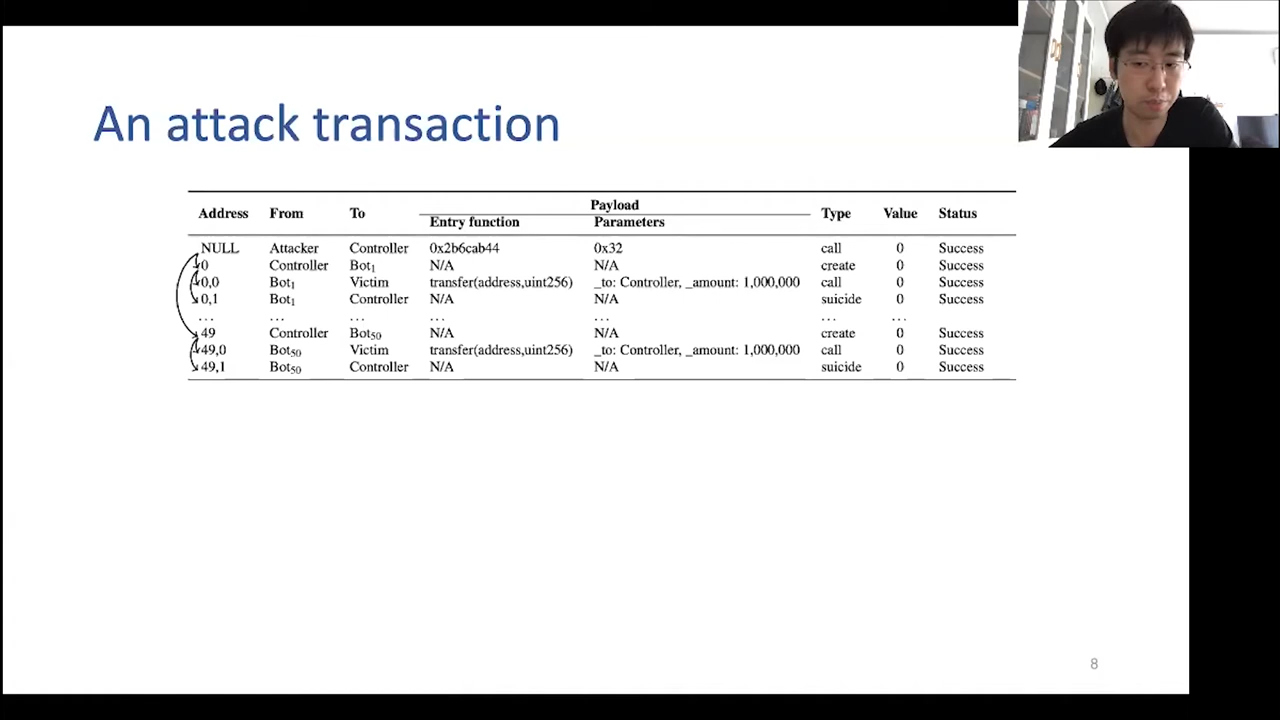 An attack transaction
Address From To Payload Type Value Status
Entry function Parameters
NULL Attacker Controller 0x2b6cab44 0x32 call 0 Success
0 Controller Bot₁ N/A N/A create 0 Success
0,0 Bot₁ Victim transfer(address,uint256) _to: Controller, _amount: 1,000,000 call 0 Success
0,1 Bot₁ Controller N/A N/A suicide 0 Success
... ... ... ... ... ... ...
49 Controller Bot₅₀ N/A N/A create 0 Success
49,0 Bot₅₀ Victim transfer(address,uint256) _to: Controller, _amount: 1,000,000 call 0 Success
49,1 Bot₅₀ Controller N/A N/A suicide 0 Success
8